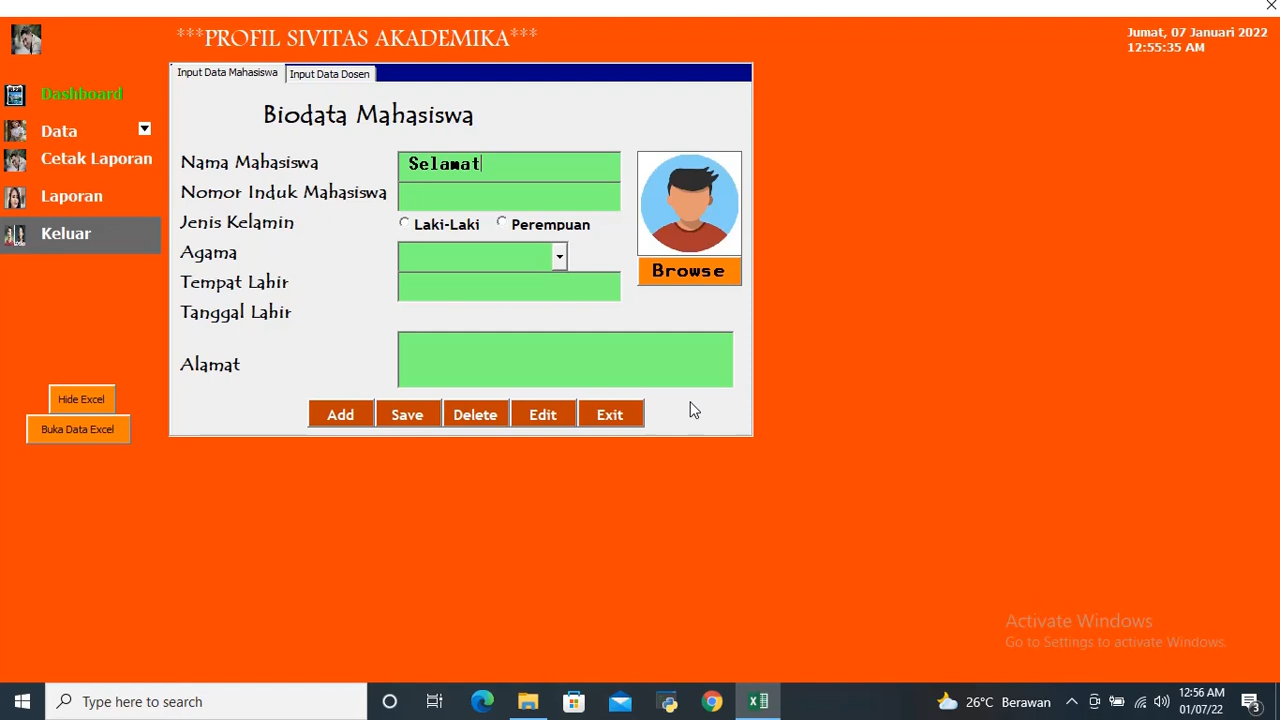 ***PROFIL SIVITAS AKADEMIKA***
Jumat, 07 Januari 2022
12:55:35 AM
Dashboard
Data
Cetak Laporan
Laporan
Keluar
Hide Excel
Buka Data Excel
Input Data Mahasiswa
Input Data Dosen
Biodata Mahasiswa
Nama Mahasiswa
Selamat
Nomor Induk Mahasiswa
Jenis Kelamin
Laki-Laki
Perempuan
Agama
Tempat Lahir
Tanggal Lahir
Alamat
Browse
Add
Save
Delete
Edit
Exit
Activate Windows
Go to Settings to activate Windows.
Type here to search
26°C Berawan
12:56 AM
01/07/22
3